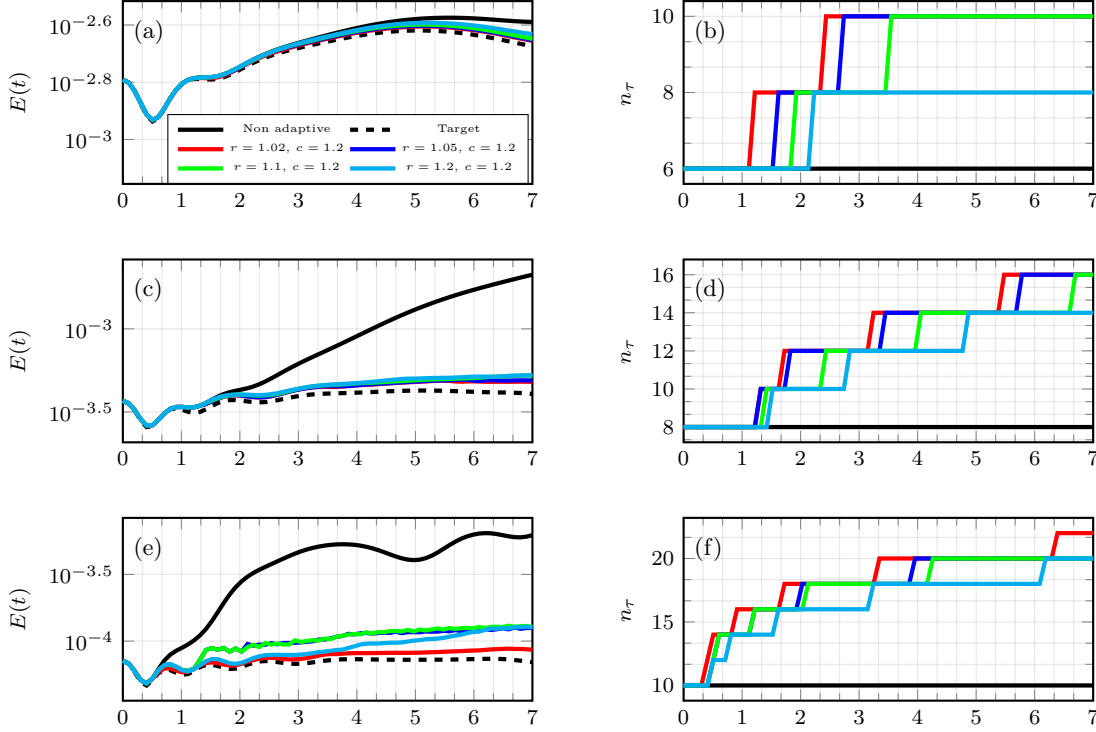 (a)
E(t)
10^{-2.6}
10^{-2.8}
10^{-3}
Non adaptive
Target
r = 1.02, c = 1.2
r = 1.05, c = 1.2
r = 1.1, c = 1.2
r = 1.2, c = 1.2
0 1 2 3 4 5 6 7
(b)
n_τ
10
8
6
0 1 2 3 4 5 6 7
(c)
E(t)
10^{-3}
10^{-3.5}
0 1 2 3 4 5 6 7
(d)
n_τ
16
14
12
10
8
0 1 2 3 4 5 6 7
(e)
E(t)
10^{-3.5}
10^{-4}
0 1 2 3 4 5 6 7
(f)
n_τ
20
15
10
0 1 2 3 4 5 6 7